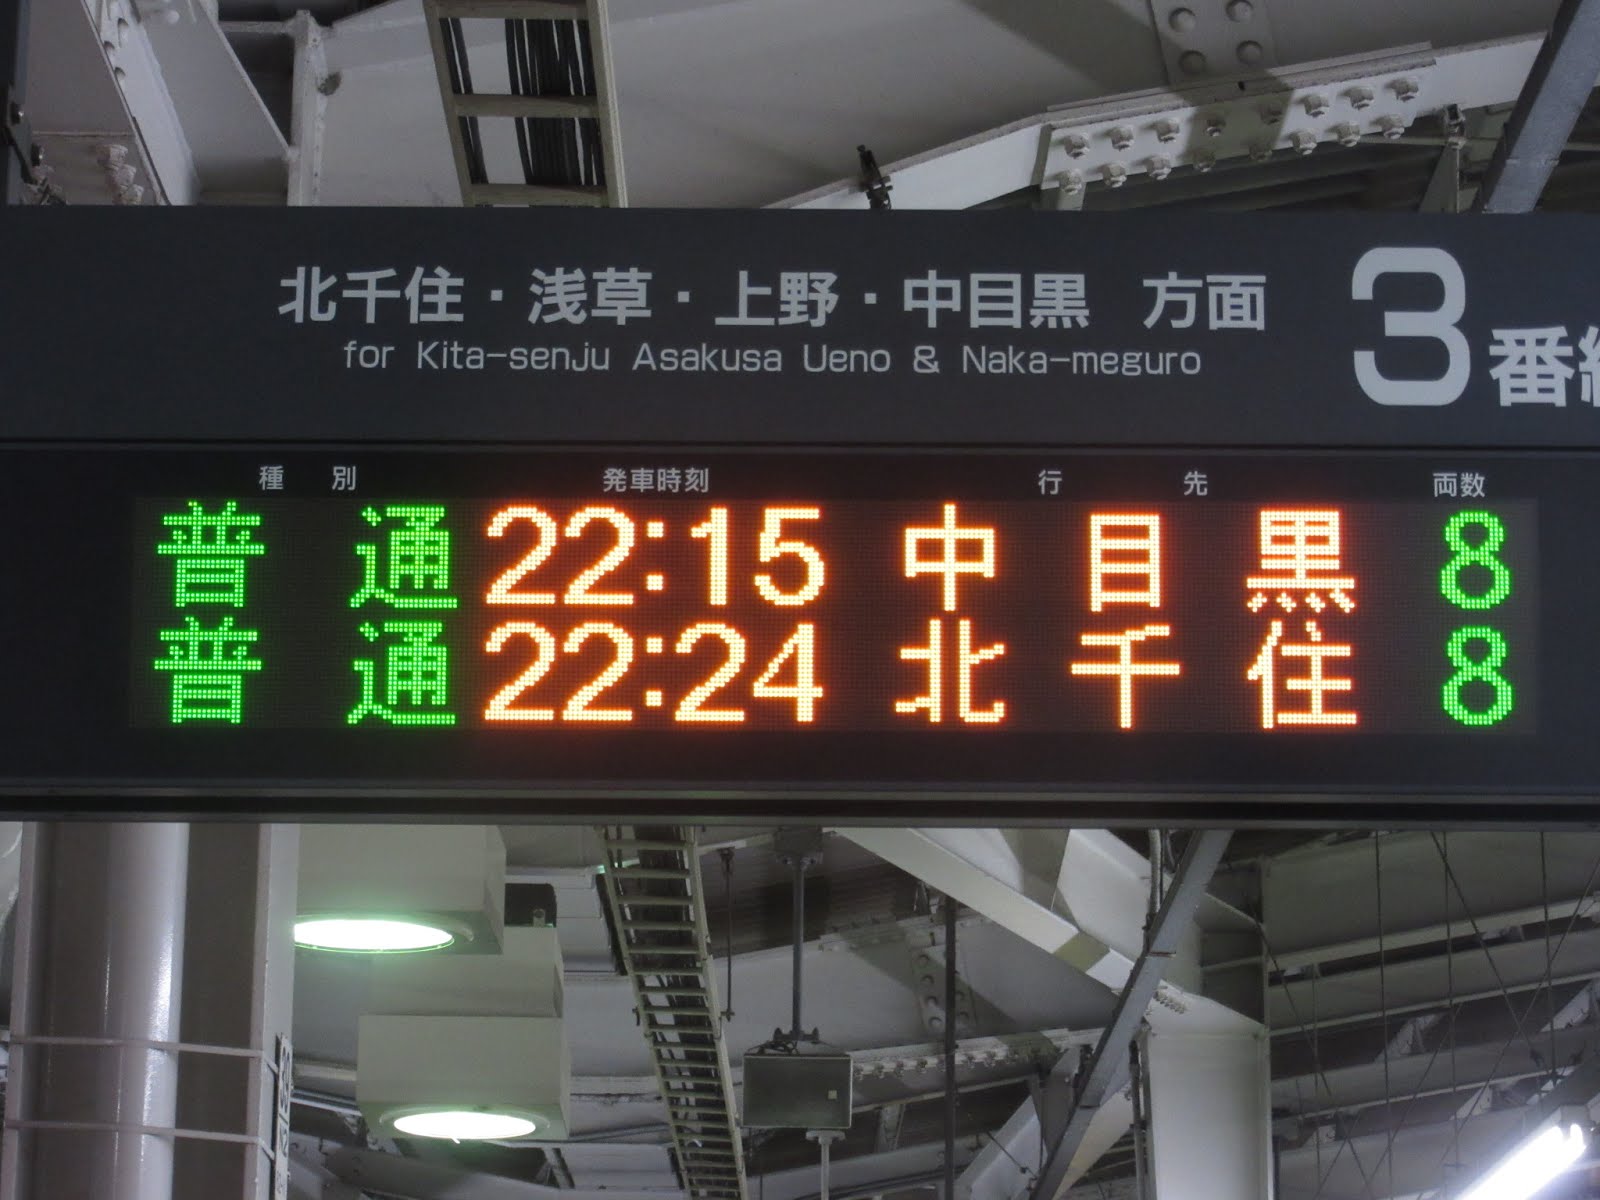 北千住・浅草・上野・中目黒 方面
for Kita-senju Asakusa Ueno & Naka-meguro
3番線
種別 発車時刻 行先 両数
普通 22:15 中目黒 8
普通 22:24 北千住 8